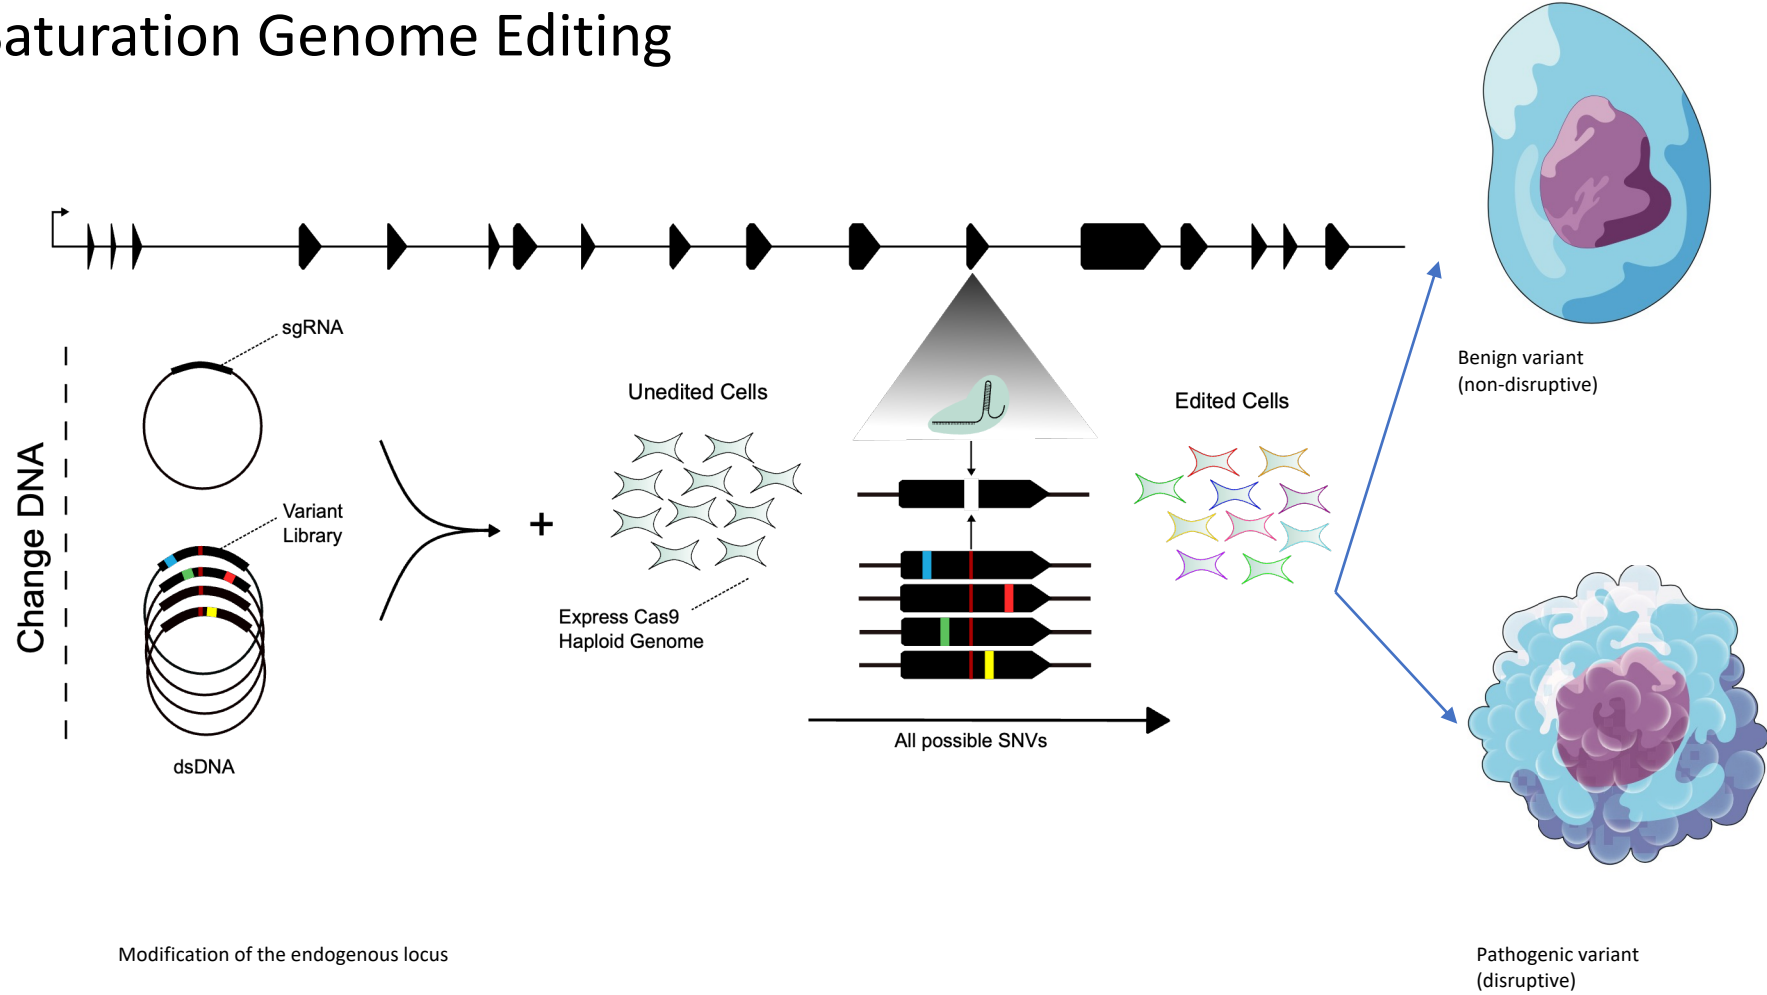 aturation Genome Editing
sgRNA
Variant
Library
dsDNA
Change DNA
+
Unedited Cells
Express Cas9
Haploid Genome
All possible SNVs
Edited Cells
Benign variant
(non-disruptive)
Pathogenic variant
(disruptive)
Modification of the endogenous locus